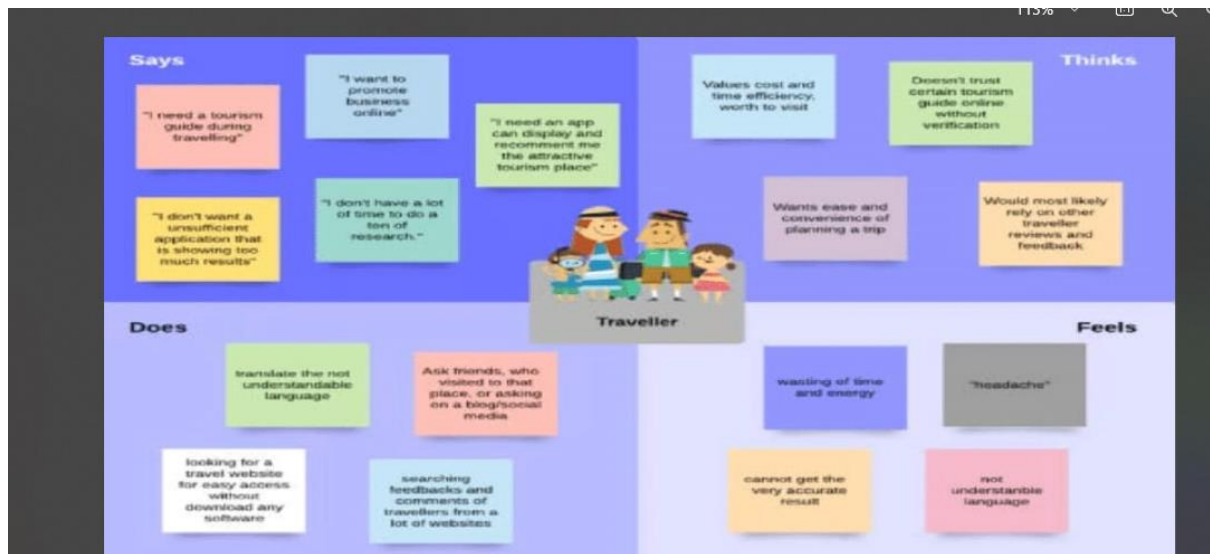 113%
Says
"I need a tourism
guide during
travelling"
"I want to
promote
business
online"
"I need an app
can display and
recomment me
the attractive
tourism place"
"I don't want a
unsufficient
application that
is showing too
much results"
"I don't have a lot
of time to do a
ton of
research."
Thinks
Values cost and
time efficiency,
worth to visit
Doesn't trust
certain tourism
guide online
without
verification
Wants ease and
convenience of
planning a trip
Would most likely
rely on other
traveller
reviews and
feedback
Traveller
Does
translate the not
understandable
language
Ask friends, who
visited to that
place, or asking
on a blog/social
media
looking for a
travel website
for easy access
without
download any
software
searching
feedbacks and
comments of
travellers from a
lot of websites
Feels
wasting of time
and energy
"headache"
cannot get the
very accurate
result
not
understanble
language